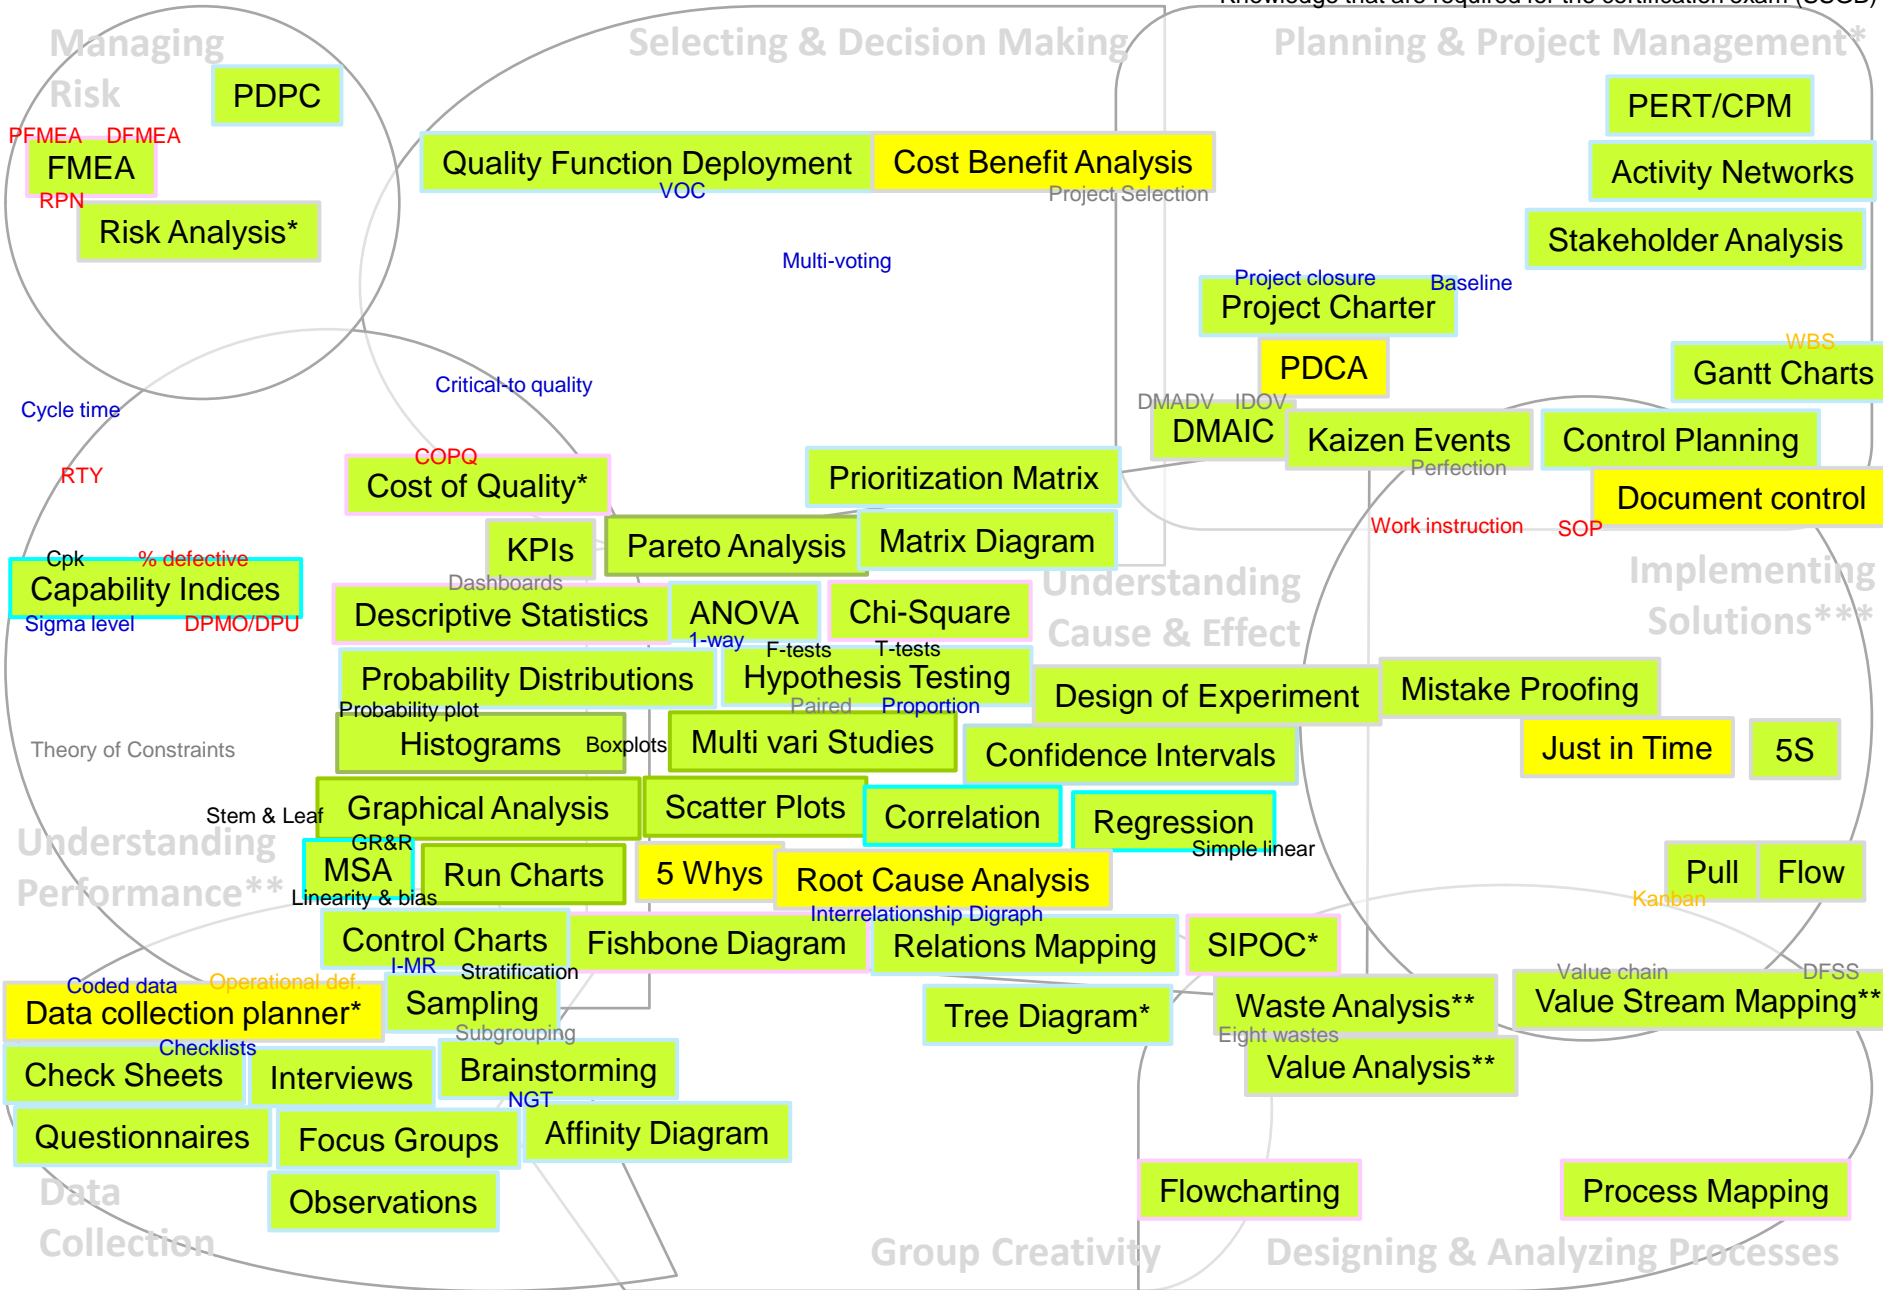 Knowledge that are required for the certification exam (SSGB)
Managing
Risk
Selecting & Decision Making
Planning & Project Management*
PDPC
PERT/CPM
PFMEA DFMEA
FMEA
RPN
Quality Function Deployment
VOC
Cost Benefit Analysis
Project Selection
Activity Networks
Risk Analysis*
Stakeholder Analysis
Multi-voting
Project closure
Baseline
Project Charter
WBS
PDCA
Gantt Charts
Critical-to quality
Cycle time
DMADV IDOV
DMAIC
Kaizen Events
Perfection
Control Planning
COPQ
Cost of Quality*
RTY
Prioritization Matrix
Document control
Work instruction
SOP
KPIs
Dashboards
Pareto Analysis
Matrix Diagram
Cpk
% defective
Capability Indices
Sigma level
DPMO/DPU
Understanding
Cause & Effect
Implementing
Solutions***
Descriptive Statistics
ANOVA
1-way
Chi-Square
F-tests
T-tests
Probability Distributions
Hypothesis Testing
Paired
Proportion
Design of Experiment
Mistake Proofing
Probability plot
Histograms
Boxplots
Multi vari Studies
Confidence Intervals
Just in Time
5S
Theory of Constraints
Graphical Analysis
Stem & Leaf
Scatter Plots
Correlation
Regression
Simple linear
Understanding
Performance**
GR&R
MSA
Linearity & bias
Run Charts
5 Whys
Root Cause Analysis
Pull
Flow
Kanban
Interrelationship Digraph
Control Charts
I-MR
Fishbone Diagram
Relations Mapping
SIPOC*
Stratification
Coded data
Operational def.
Data collection planner*
Sampling
Subgrouping
Tree Diagram*
Waste Analysis**
Eight wastes
Value chain
DFSS
Value Stream Mapping**
Checklists
Check Sheets
Interviews
Brainstorming
NGT
Value Analysis**
Questionnaires
Focus Groups
Affinity Diagram
Data
Collection
Observations
Flowcharting
Process Mapping
Group Creativity
Designing & Analyzing Processes